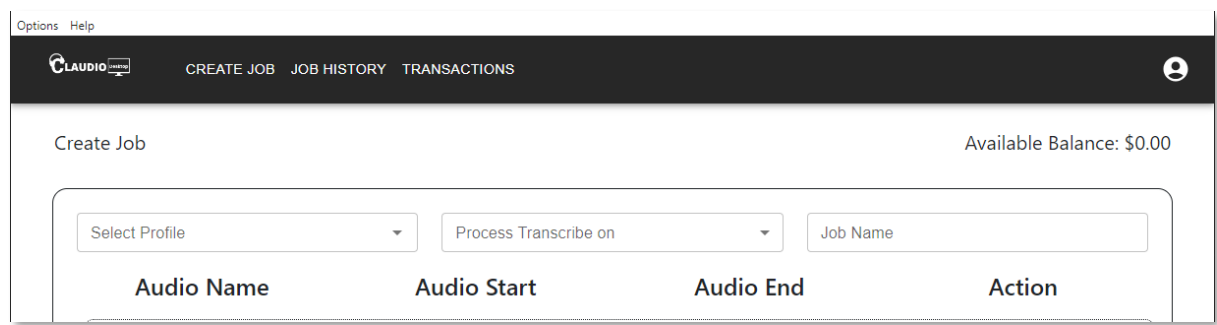 Options Help
CLAUDIO Desktop CREATE JOB JOB HISTORY TRANSACTIONS
Create Job Available Balance: $0.00
Select Profile Process Transcribe on Job Name
Audio Name Audio Start Audio End Action